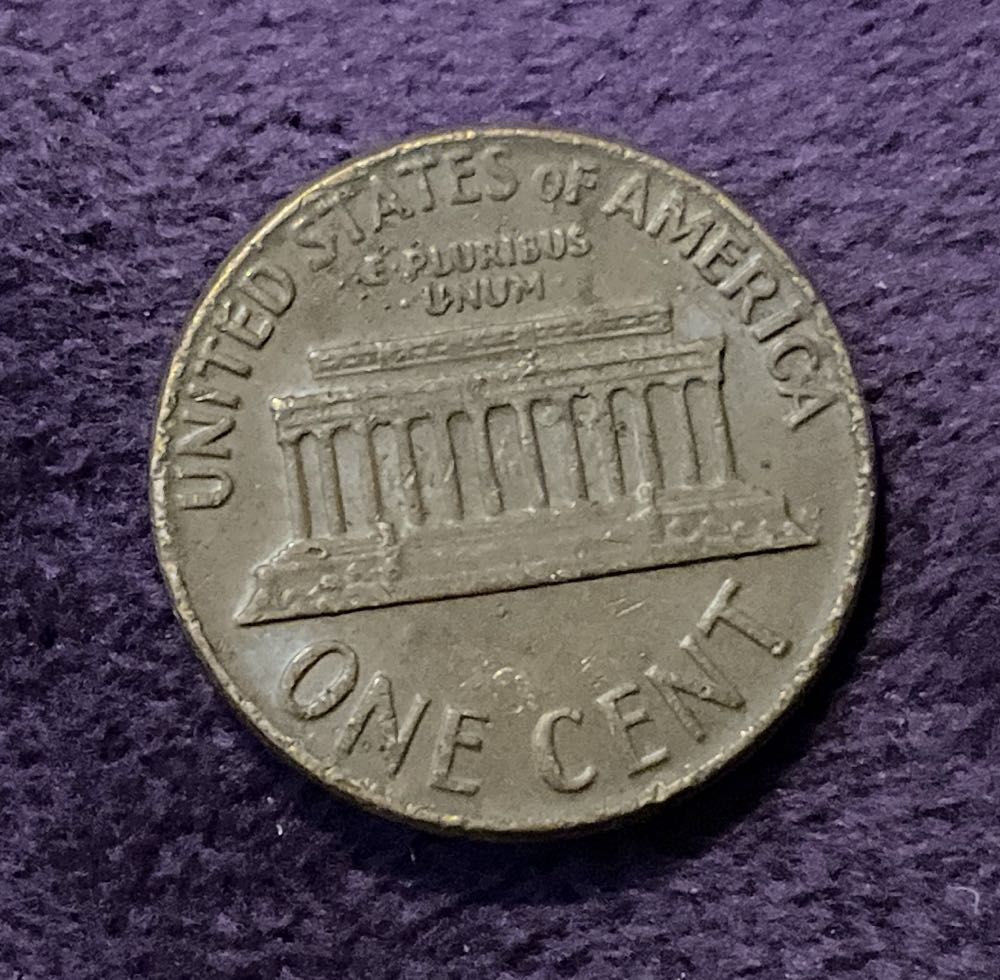 UNITED STATES OF AMERICA
E·PLURIBUS
UNUM
ONE CENT